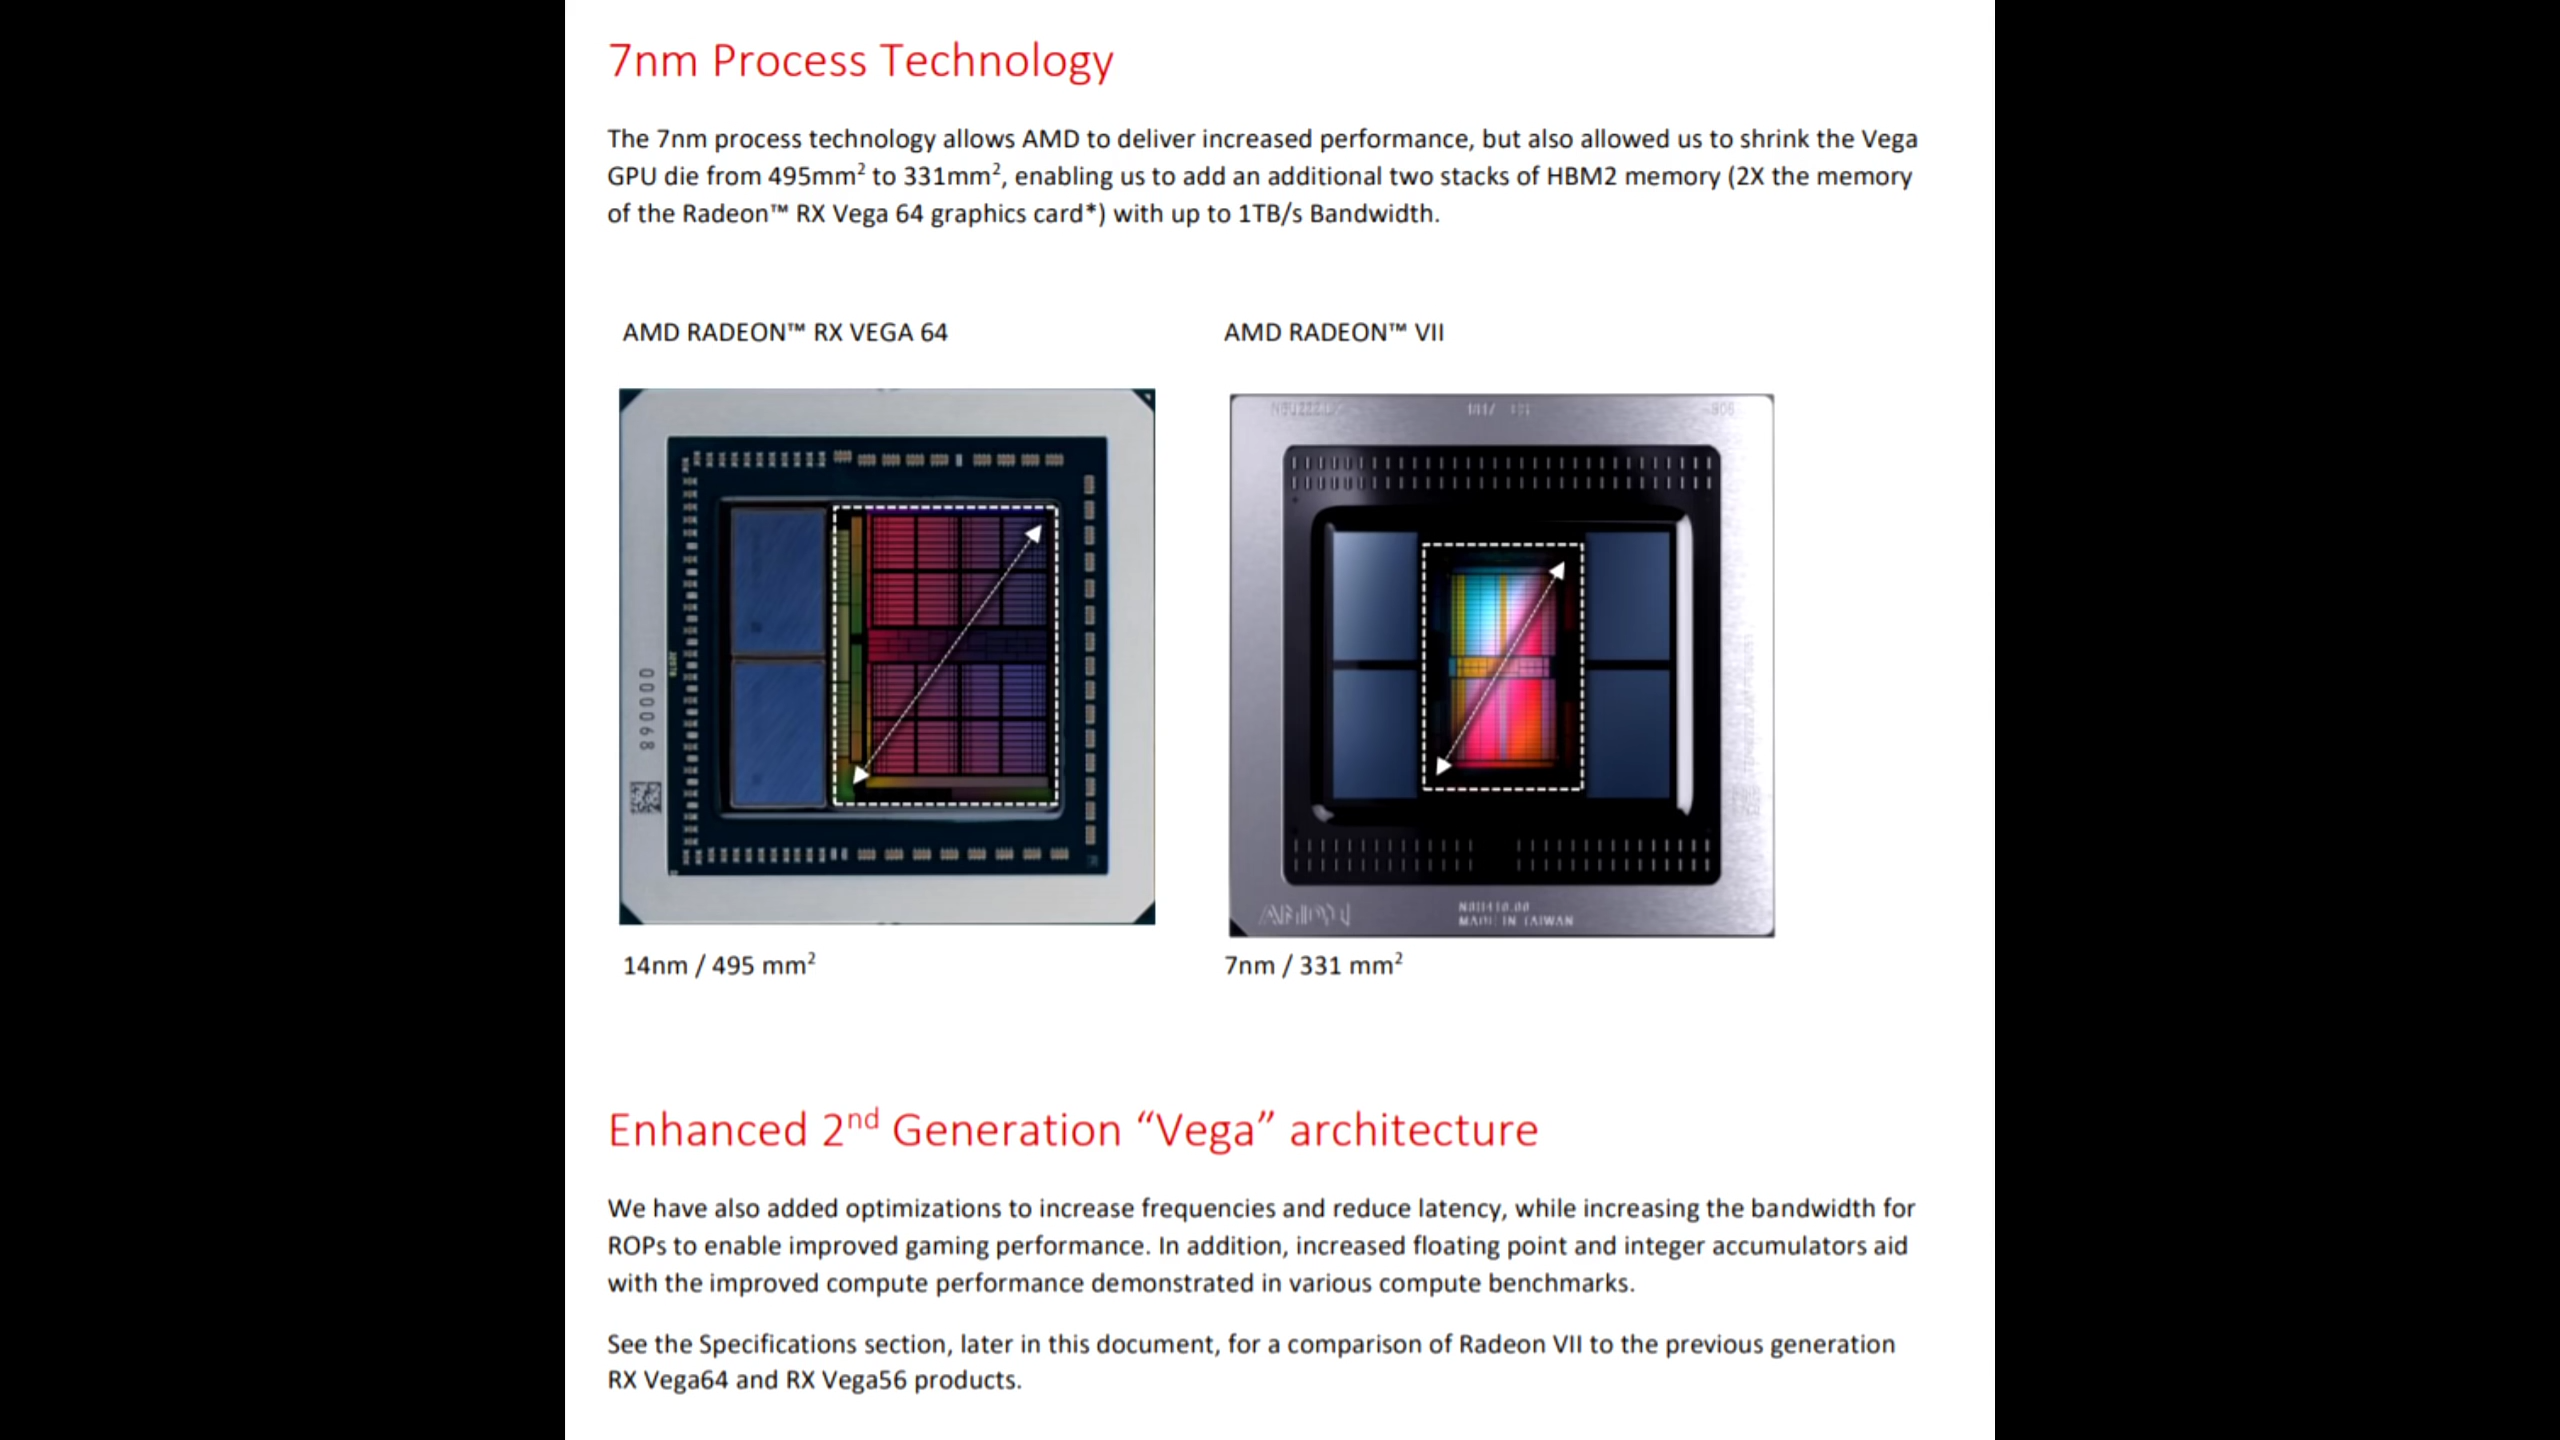 7nm Process Technology
The 7nm process technology allows AMD to deliver increased performance, but also allowed us to shrink the Vega
GPU die from 495mm² to 331mm², enabling us to add an additional two stacks of HBM2 memory (2X the memory
of the Radeon™ RX Vega 64 graphics card*) with up to 1TB/s Bandwidth.
AMD RADEON™ RX VEGA 64
AMD RADEON™ VII
AMD
MADE IN TAIWAN
14nm / 495 mm²
7nm / 331 mm²
Enhanced 2nd Generation “Vega” architecture
We have also added optimizations to increase frequencies and reduce latency, while increasing the bandwidth for
ROPs to enable improved gaming performance. In addition, increased floating point and integer accumulators aid
with the improved compute performance demonstrated in various compute benchmarks.
See the Specifications section, later in this document, for a comparison of Radeon VII to the previous generation
RX Vega64 and RX Vega56 products.